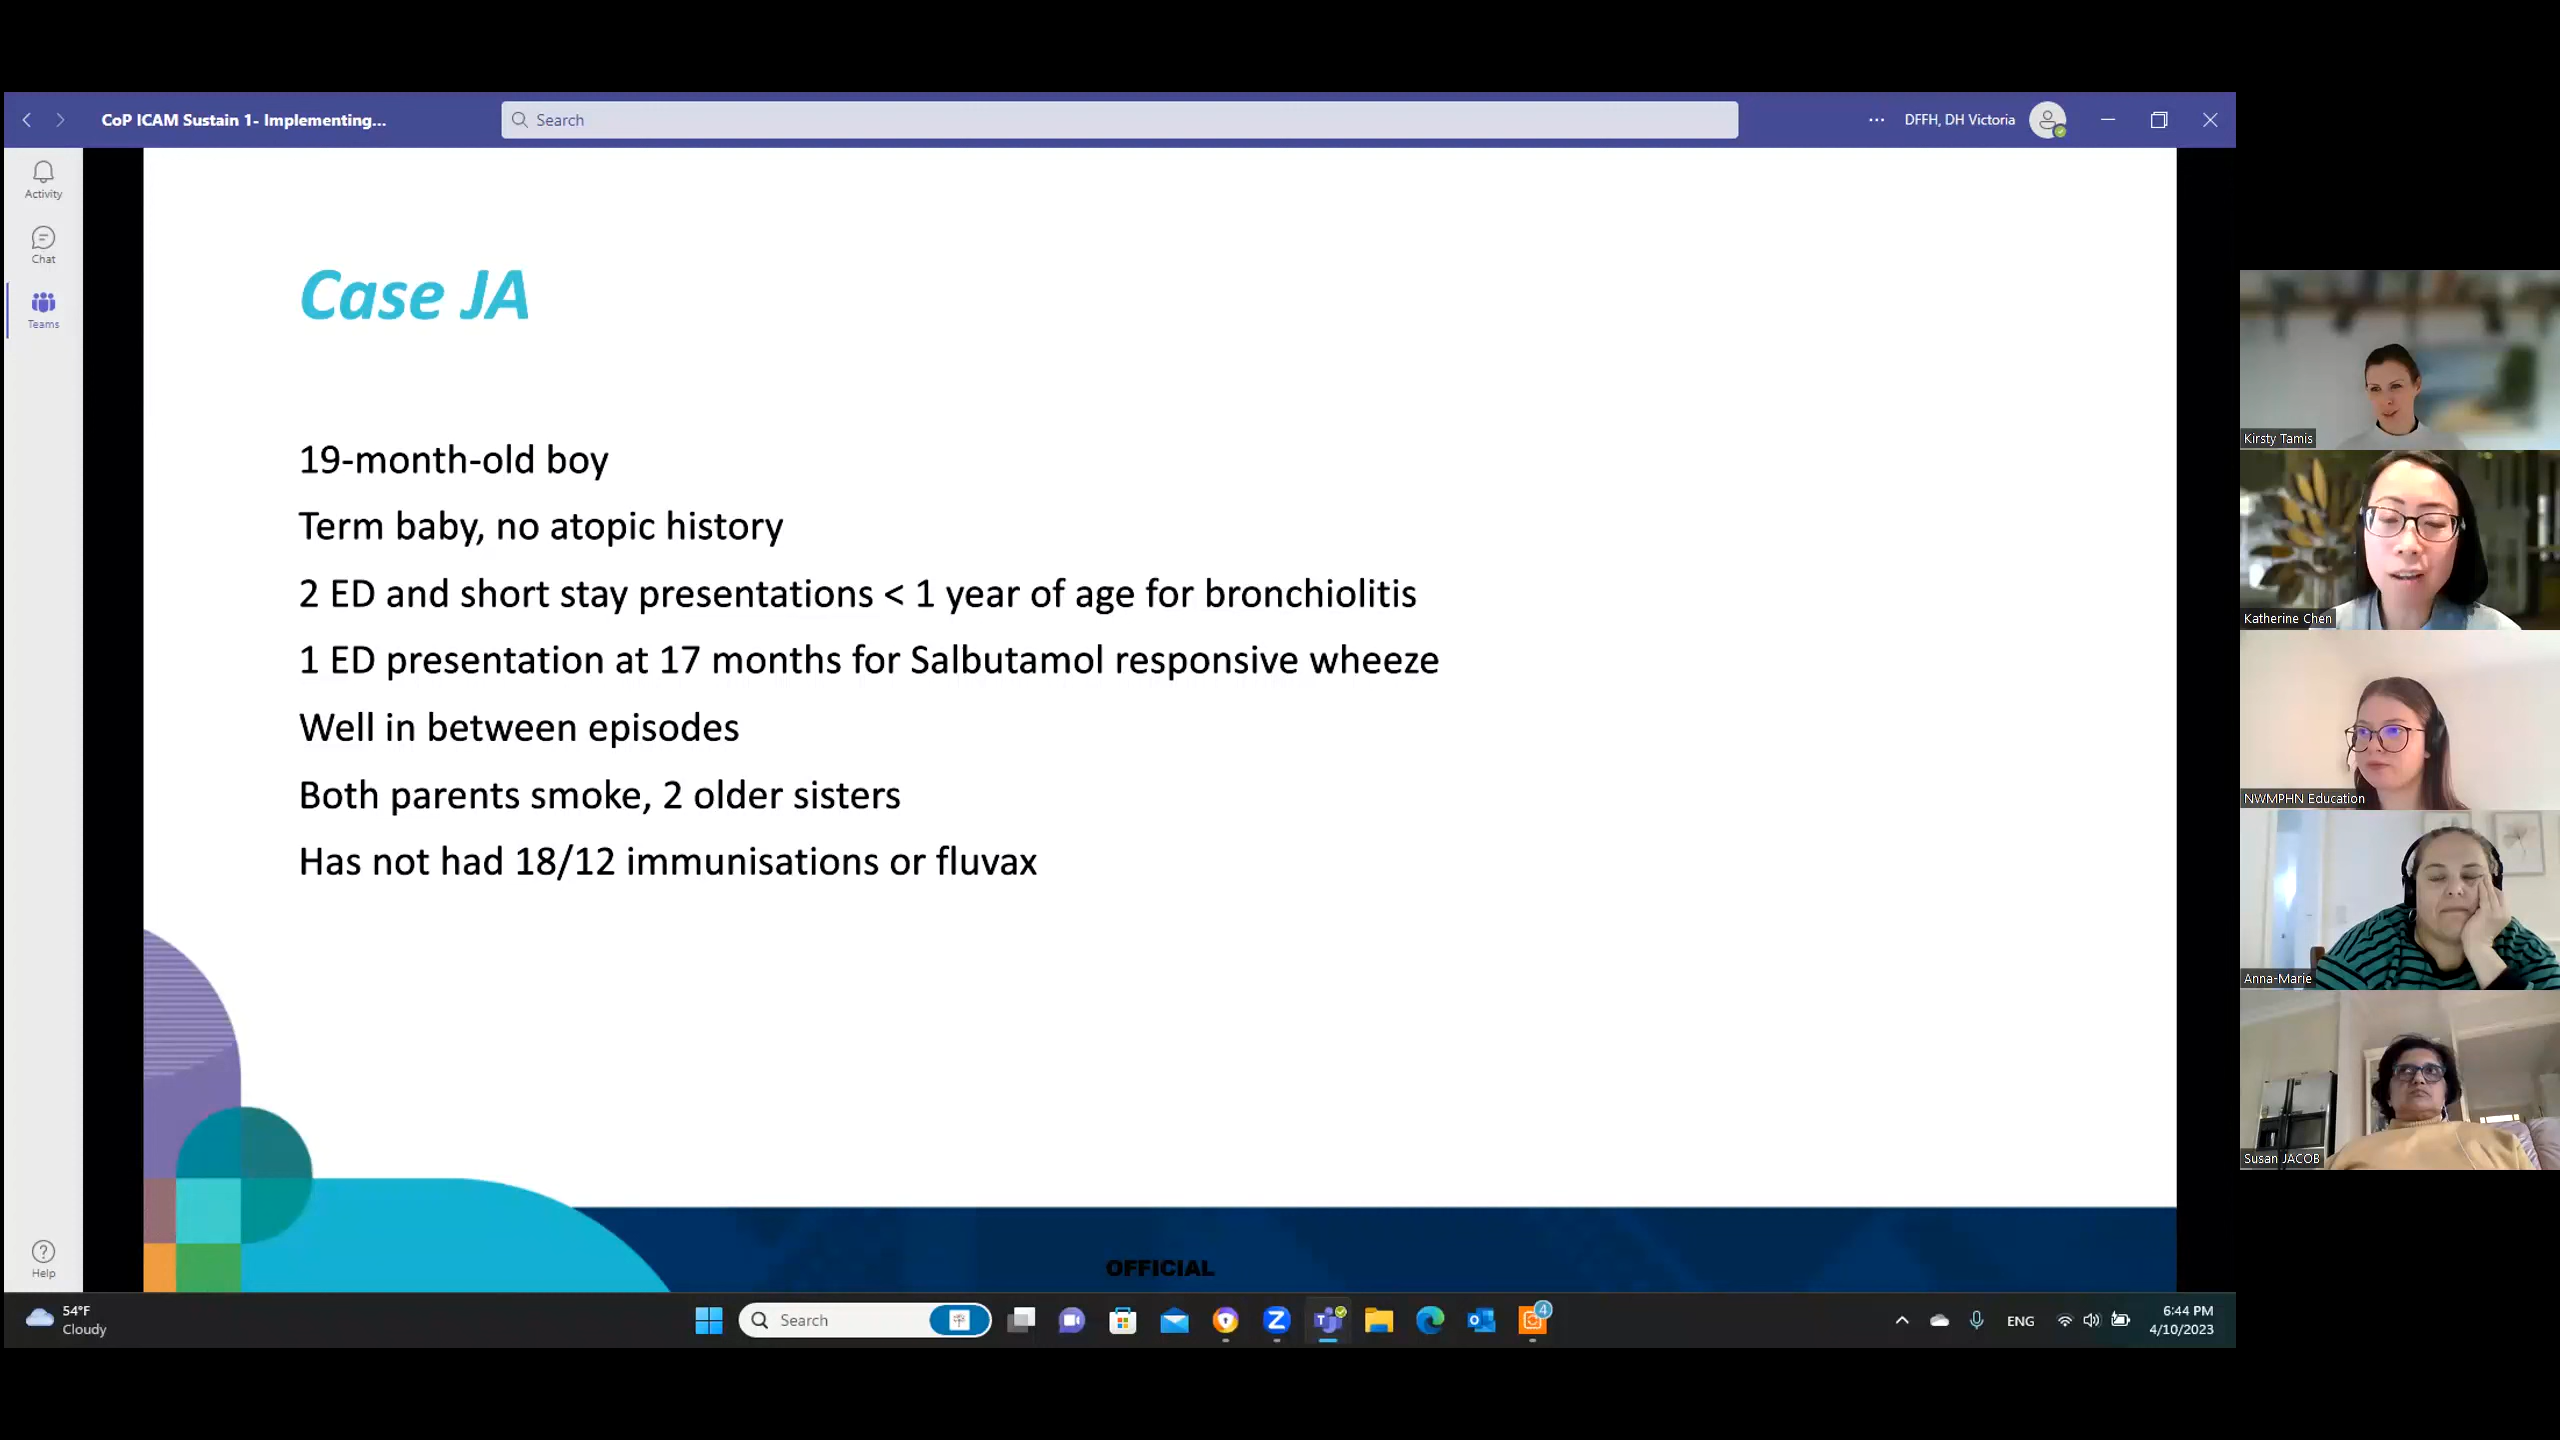 CoP ICAM Sustain 1- Implementing...
Search
DFFH, DH Victoria
Activity
Chat
Teams
Help
Case JA
19-month-old boy
Term baby, no atopic history
2 ED and short stay presentations < 1 year of age for bronchiolitis
1 ED presentation at 17 months for Salbutamol responsive wheeze
Well in between episodes
Both parents smoke, 2 older sisters
Has not had 18/12 immunisations or fluvax
OFFICIAL
Kirsty Tamis
Katherine Chen
NWMPHN Education
Anna-Marie
Susan JACOB
54°F
Cloudy
Search
4
ENG
6:44 PM
4/10/2023